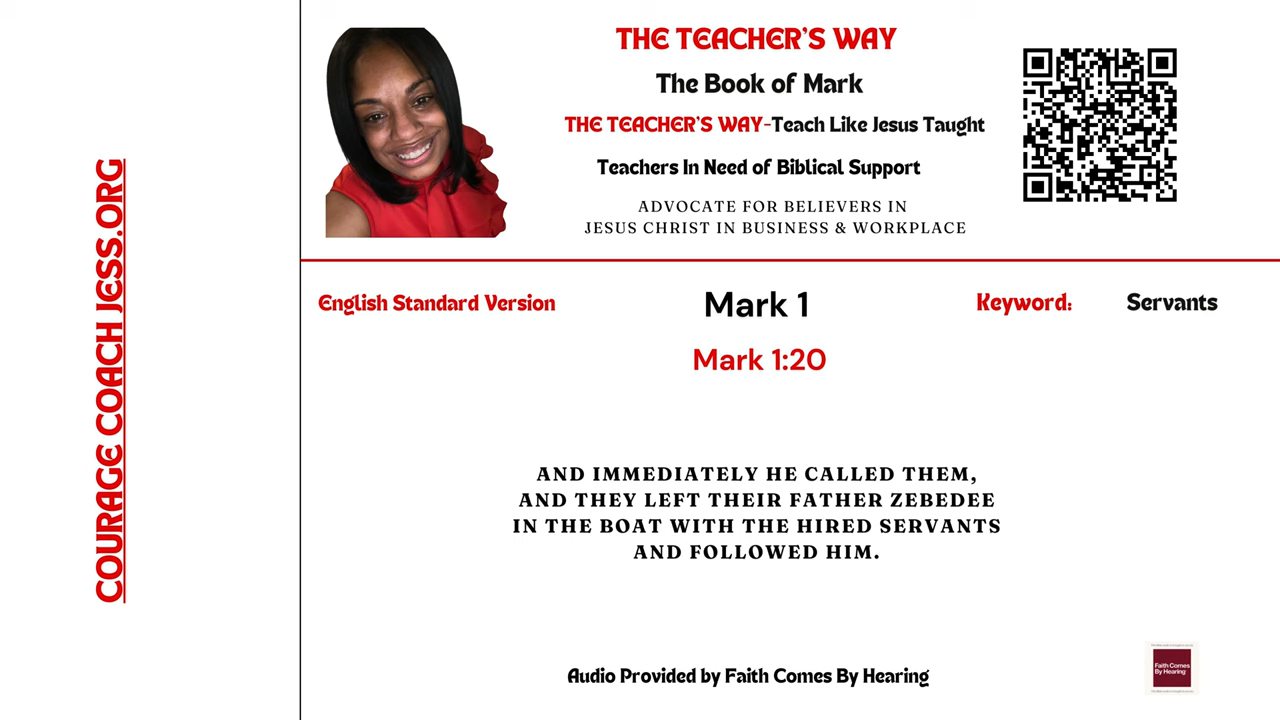 COURAGE COACH JESS.ORG
THE TEACHER'S WAY
The Book of Mark
THE TEACHER'S WAY-Teach Like Jesus Taught
Teachers In Need of Biblical Support
ADVOCATE FOR BELIEVERS IN
JESUS CHRIST IN BUSINESS & WORKPLACE
English Standard Version
Mark 1
Keyword: Servants
Mark 1:20
AND IMMEDIATELY HE CALLED THEM,
AND THEY LEFT THEIR FATHER ZEBEDEE
IN THE BOAT WITH THE HIRED SERVANTS
AND FOLLOWED HIM.
Audio Provided by Faith Comes By Hearing
Faith Comes
By Hearing